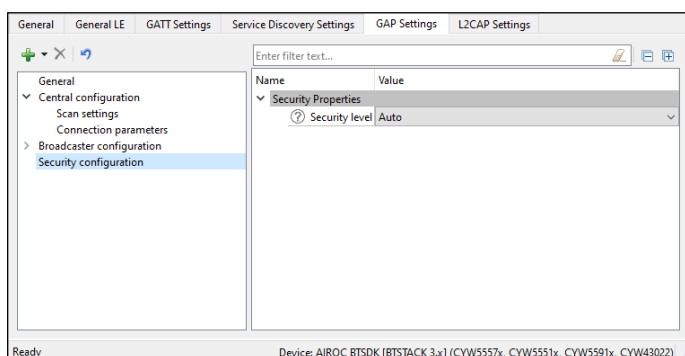 General General LE GATT Settings Service Discovery Settings GAP Settings L2CAP Settings
Enter filter text...
General
Central configuration
Scan settings
Connection parameters
Broadcaster configuration
Security configuration
Name Value
Security Properties
? Security level Auto
Ready Device: AIROC BTSDK [BTSTACK 3.x] (CYW5557x, CYW5551x, CYW5591x, CYW43022)